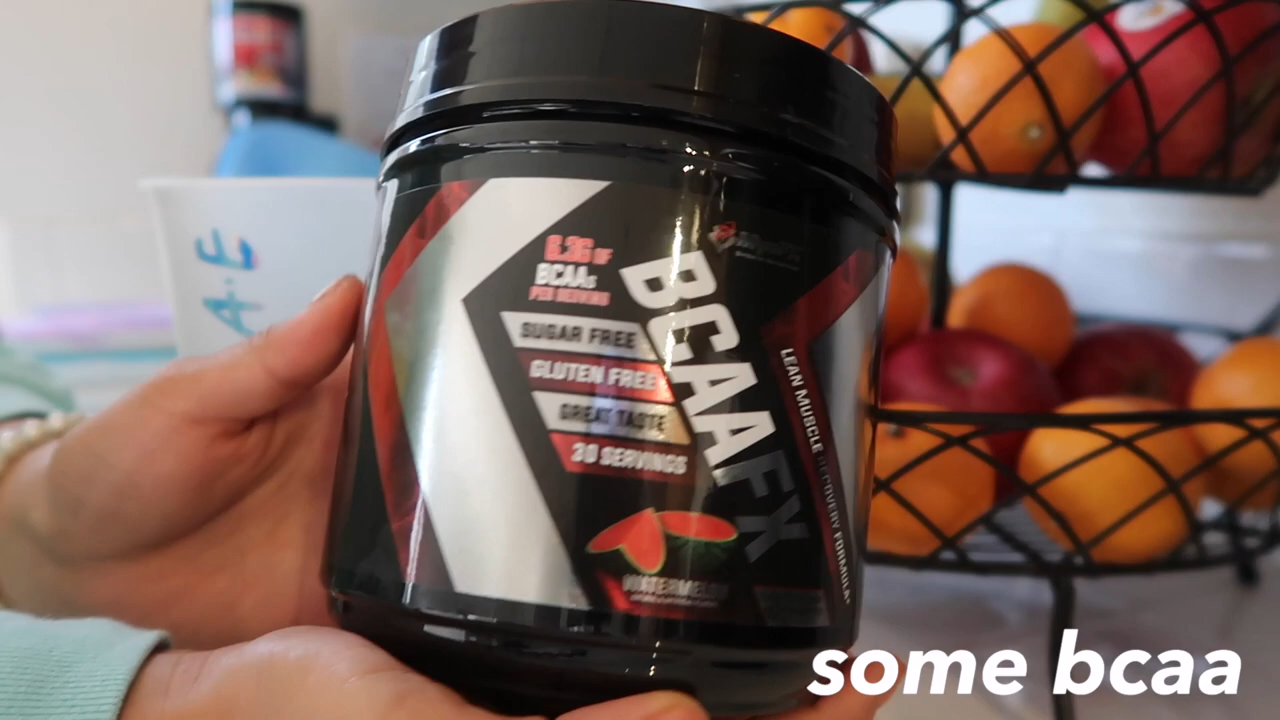 6.3G OF
BCAAs
PER SERVING
SUGAR FREE
GLUTEN FREE
GREAT TASTE
30 SERVINGS
BCAAFX
LEAN MUSCLE RECOVERY FORMULA
WATERMELON
A·E
some bcaa